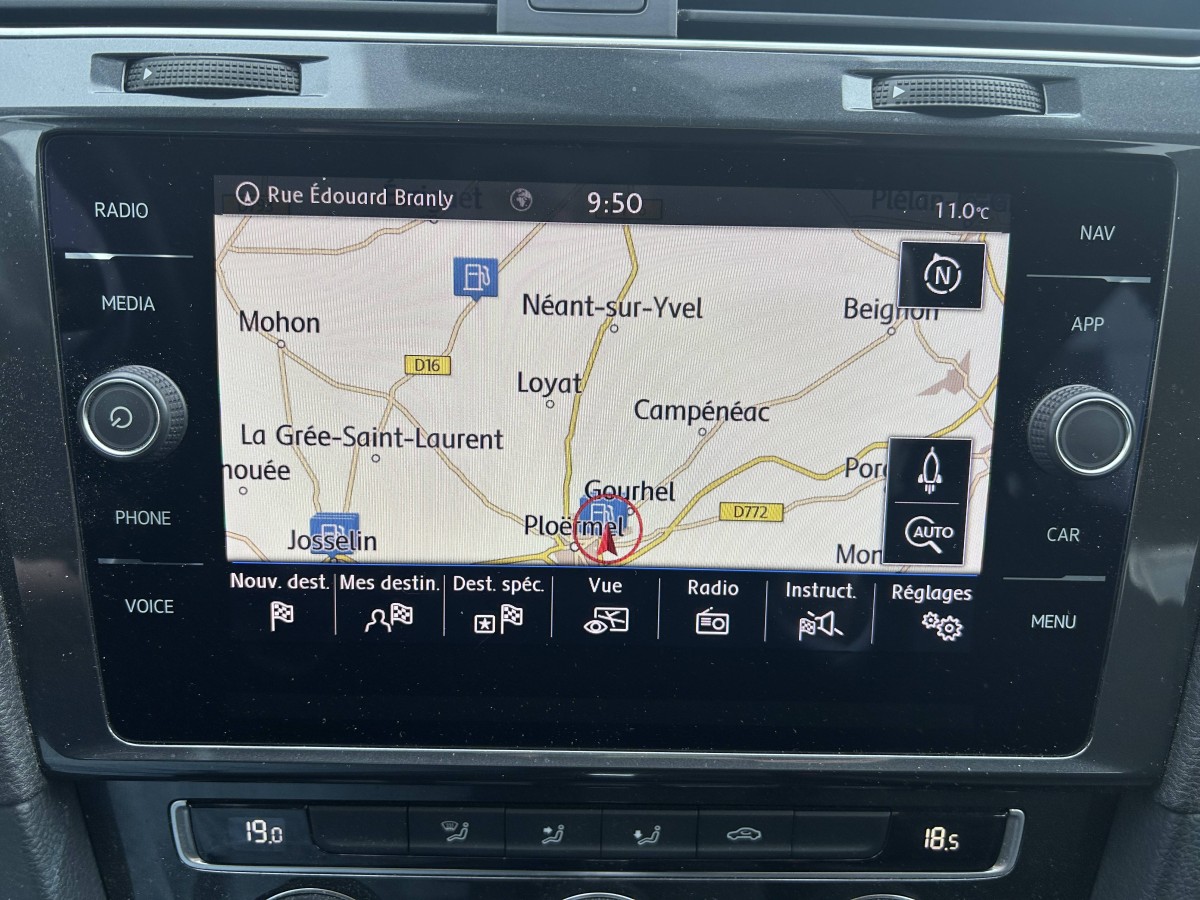 RADIO
MEDIA
PHONE
VOICE
Rue Édouard Branly
9:50
11.0°C
N
Mohon
Néant-sur-Yvel
Beignon
D16
Loyat
Campénéac
La Grée-Saint-Laurent
nouée
Porc
Gourhel
D772
Ploërmel
Josselin
Mon
AUTO
Nouv. dest.
Mes destin.
Dest. spéc.
Vue
Radio
Instruct.
Réglages
NAV
APP
CAR
MENU
19.0
18.5